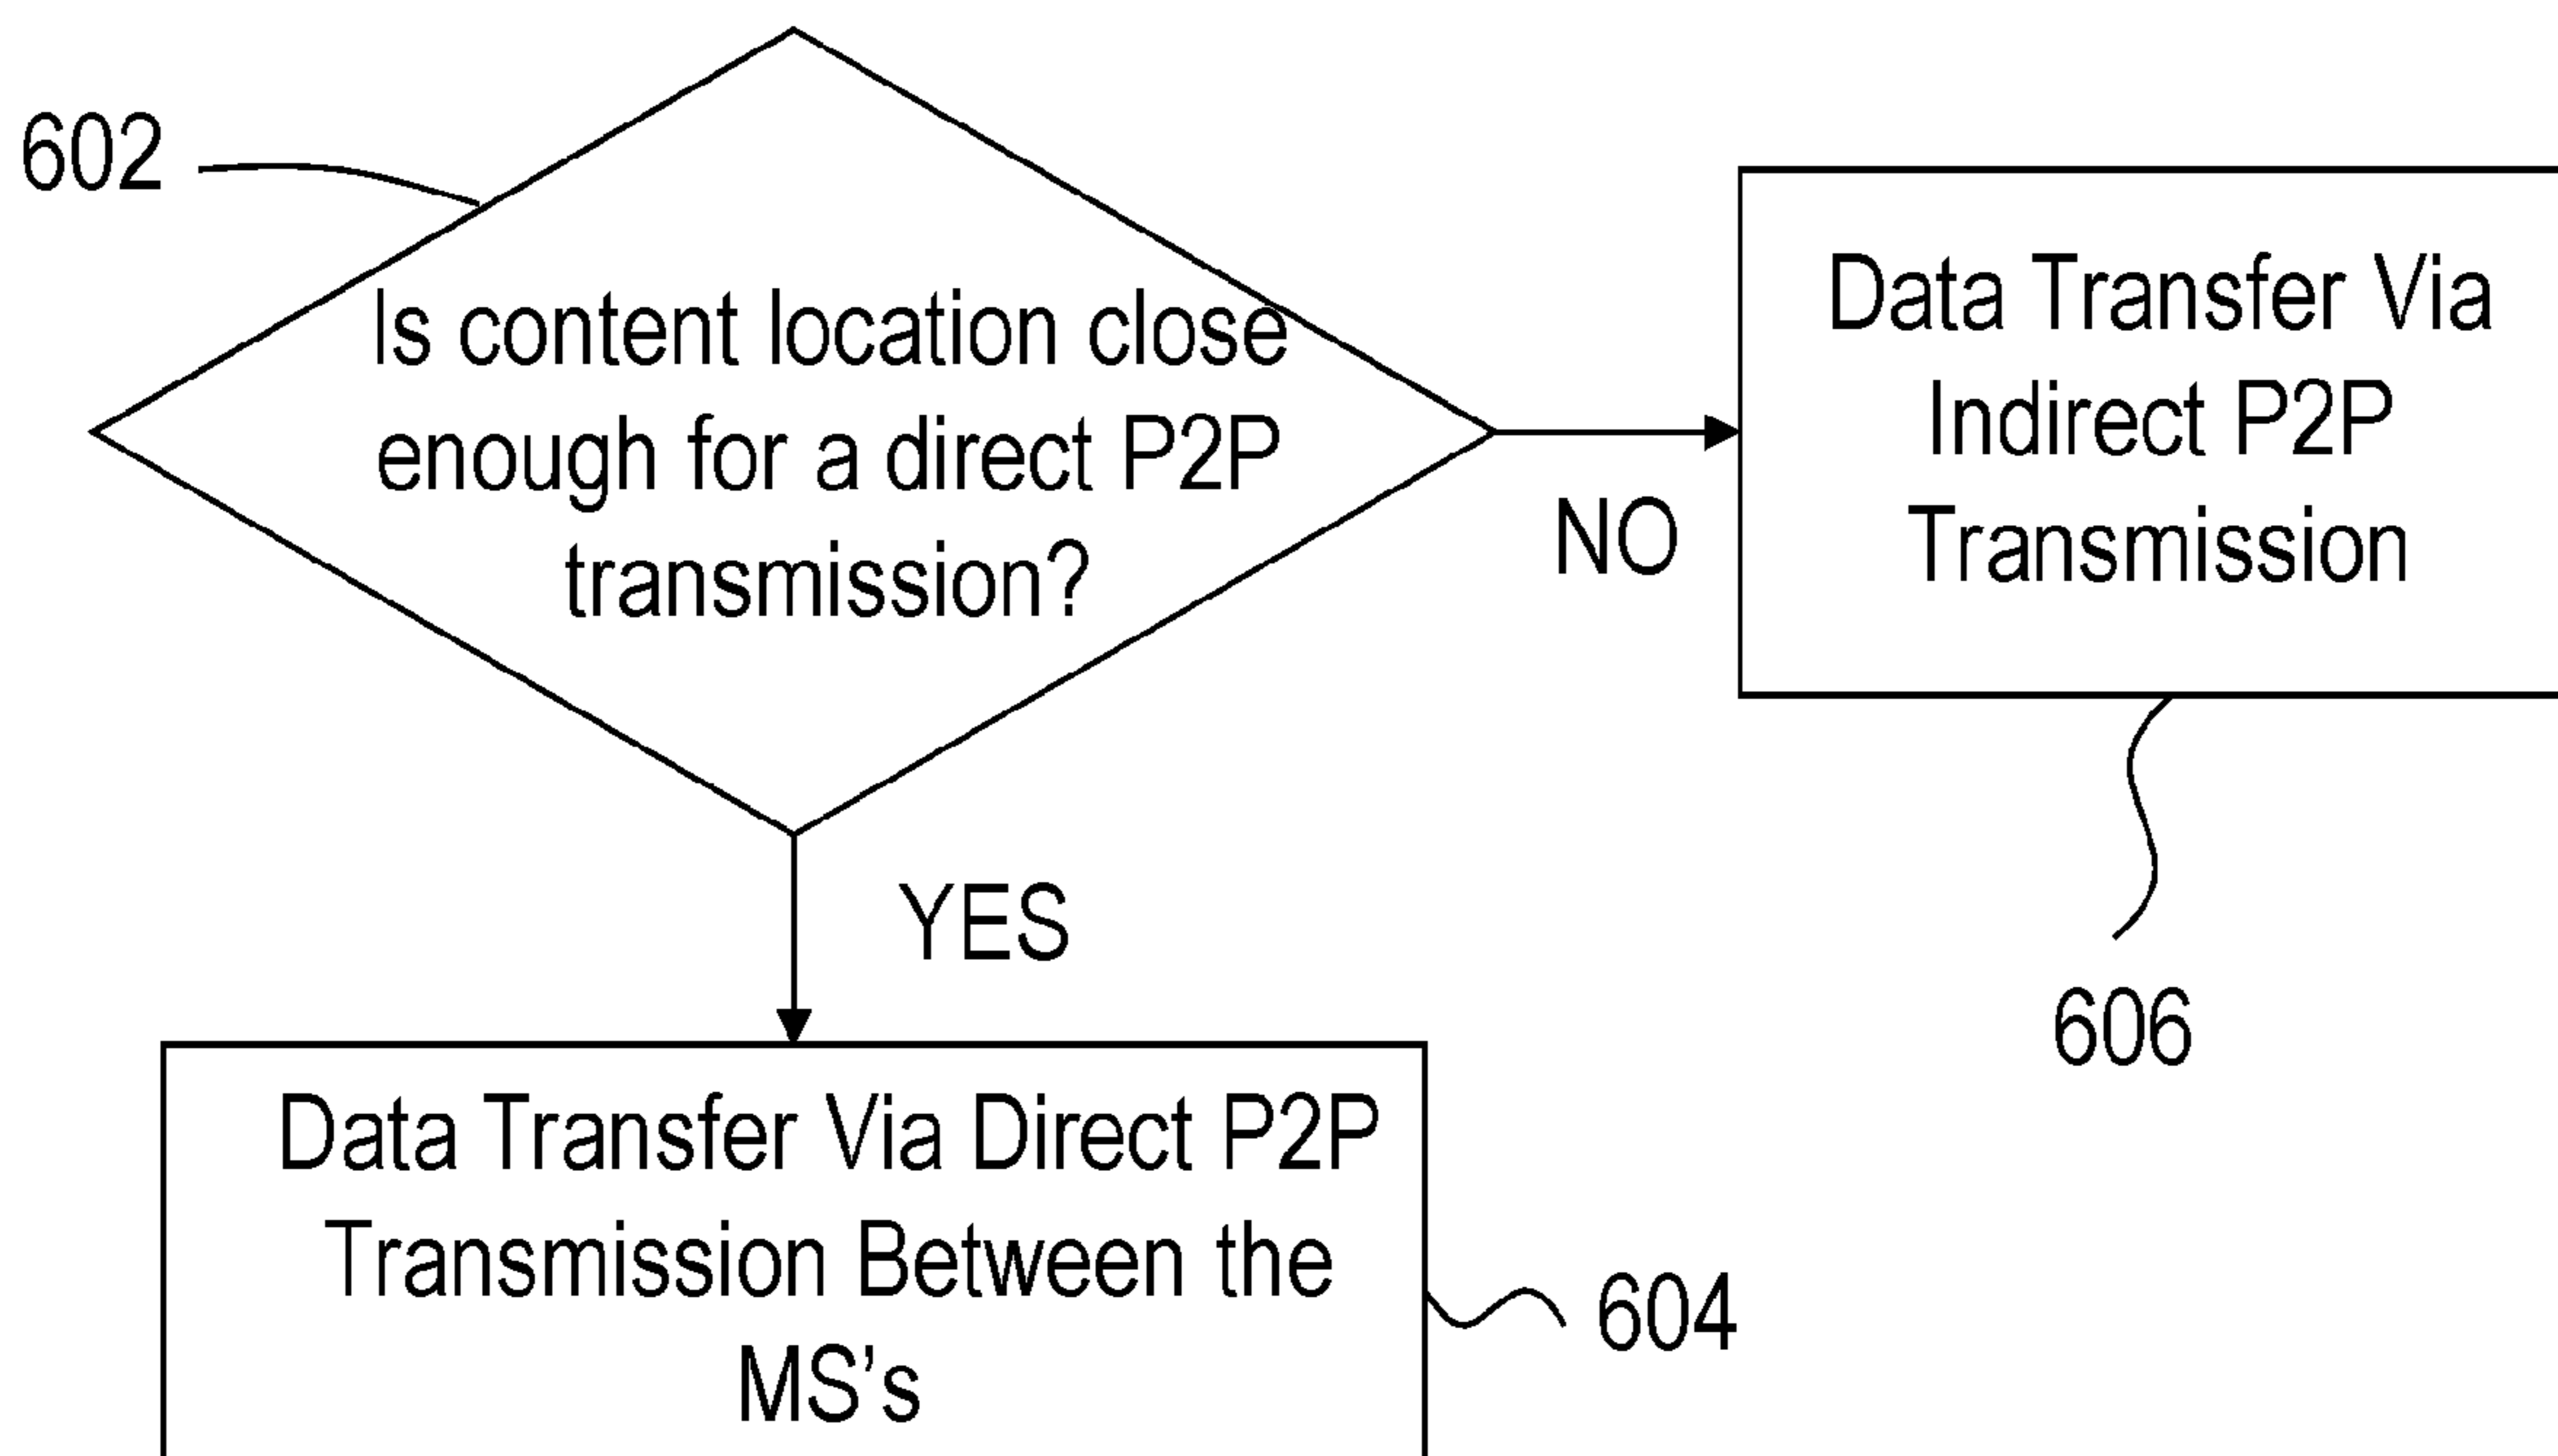 602
Is content location close
enough for a direct P2P
transmission?
NO
Data Transfer Via
Indirect P2P
Transmission
606
YES
Data Transfer Via Direct P2P
Transmission Between the
MS's
604